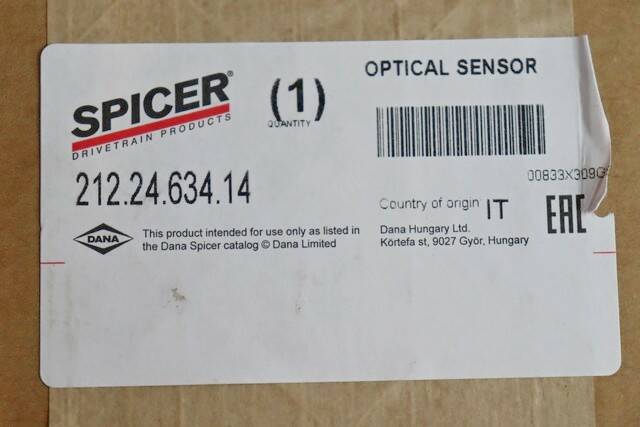 SPICER®
DRIVETRAIN PRODUCTS
(1)
QUANTITY
OPTICAL SENSOR
212.24.634.14
Country of origin IT
EAC
DANA
This product intended for use only as listed in
the Dana Spicer catalog © Dana Limited
Dana Hungary Ltd.
Körtefa st, 9027 Győr, Hungary